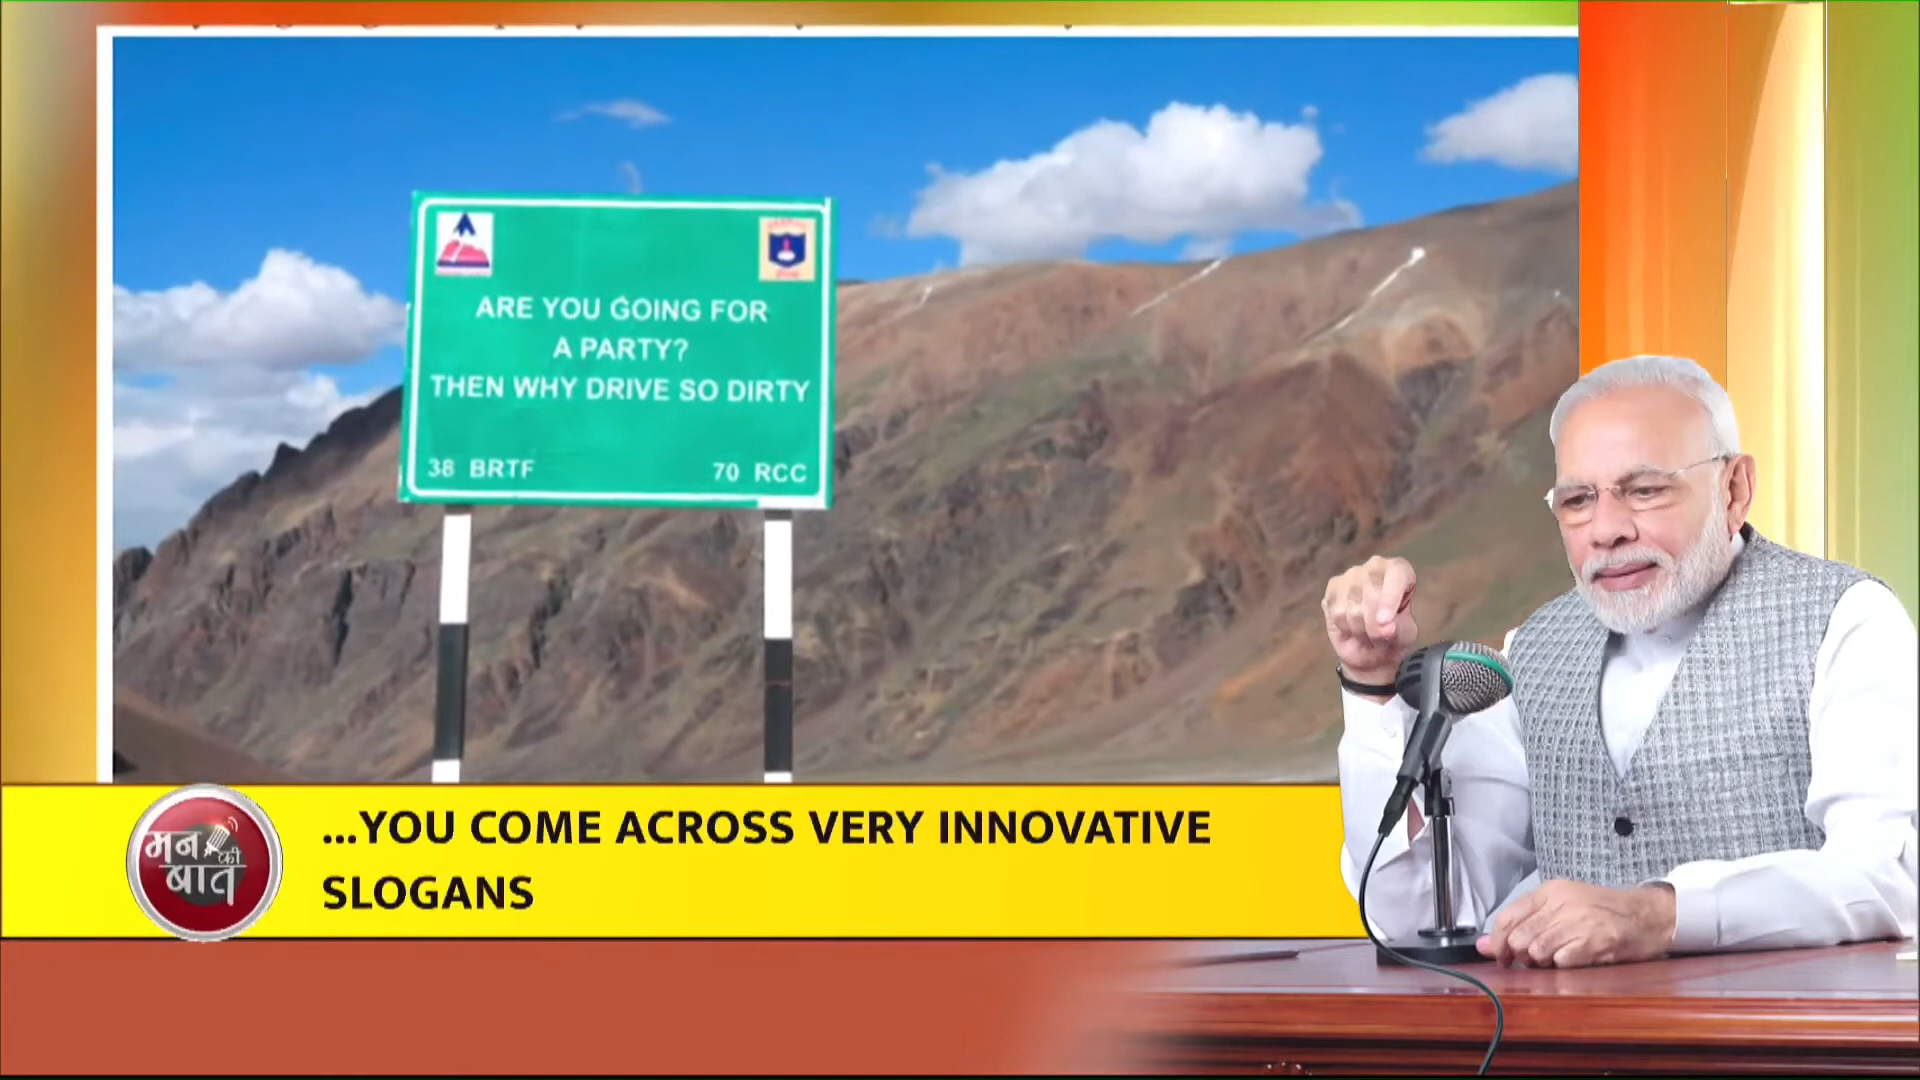 ARE YOU GOING FOR
A PARTY?
THEN WHY DRIVE SO DIRTY
38 BRTF 70 RCC
...YOU COME ACROSS VERY INNOVATIVE
SLOGANS
मन की
बात